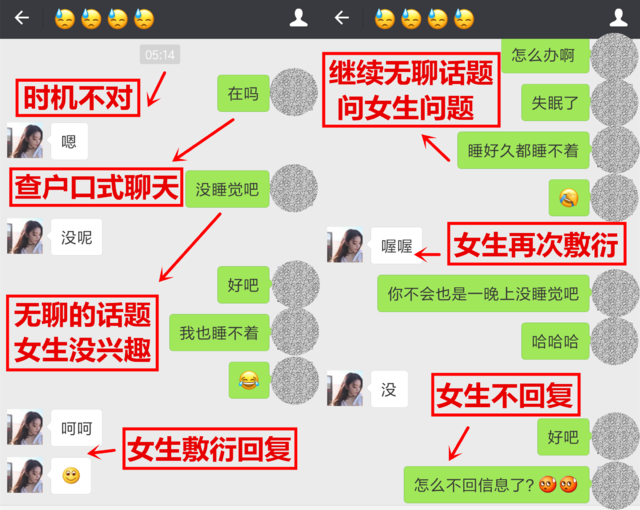 05:14
时机不对
在吗
嗯
查户口式聊天
没睡觉吧
没呢
好吧
无聊的话题
女生没兴趣
我也睡不着
呵呵
女生敷衍回复
怎么办啊
继续无聊话题
问女生问题
失眠了
睡好久都睡不着
喔喔
女生再次敷衍
你不会也是一晚上没睡觉吧
哈哈哈
没
女生不回复
好吧
怎么不回信息了?